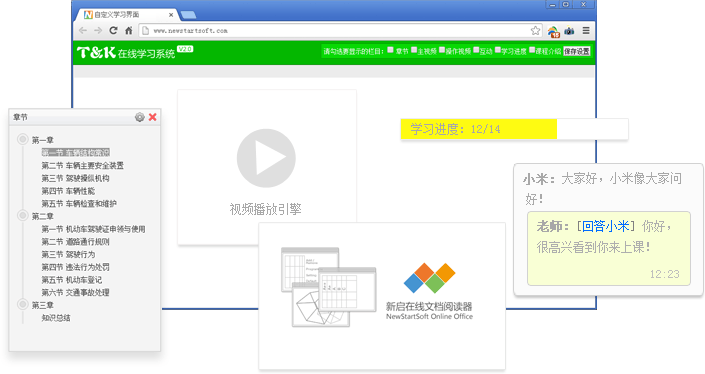 自定义学习界面
www.newstartsoft.com
T&K 在线学习系统 V2.0
请勾选要显示的栏目: 章节 主视频 操作视频 互动 学习进度 课程介绍 保存设置
章节
第一章
第一节 车辆结构常识
第二节 车辆主要安全装置
第三节 驾驶操纵机构
第四节 车辆性能
第五节 车辆检查和维护
第二章
第一节 机动车驾驶证申领与使用
第二节 道路通行规则
第三节 驾驶行为
第四节 违法行为处罚
第五节 机动车登记
第六节 交通事故处理
第三章
知识总结
视频播放引擎
学习进度: 12/14
小米: 大家好, 小米像大家问
好!
老师: [回答小米] 你好,
很高兴看到你来上课!
12:23
新启在线文档阅读器
NewStartSoft Online Office